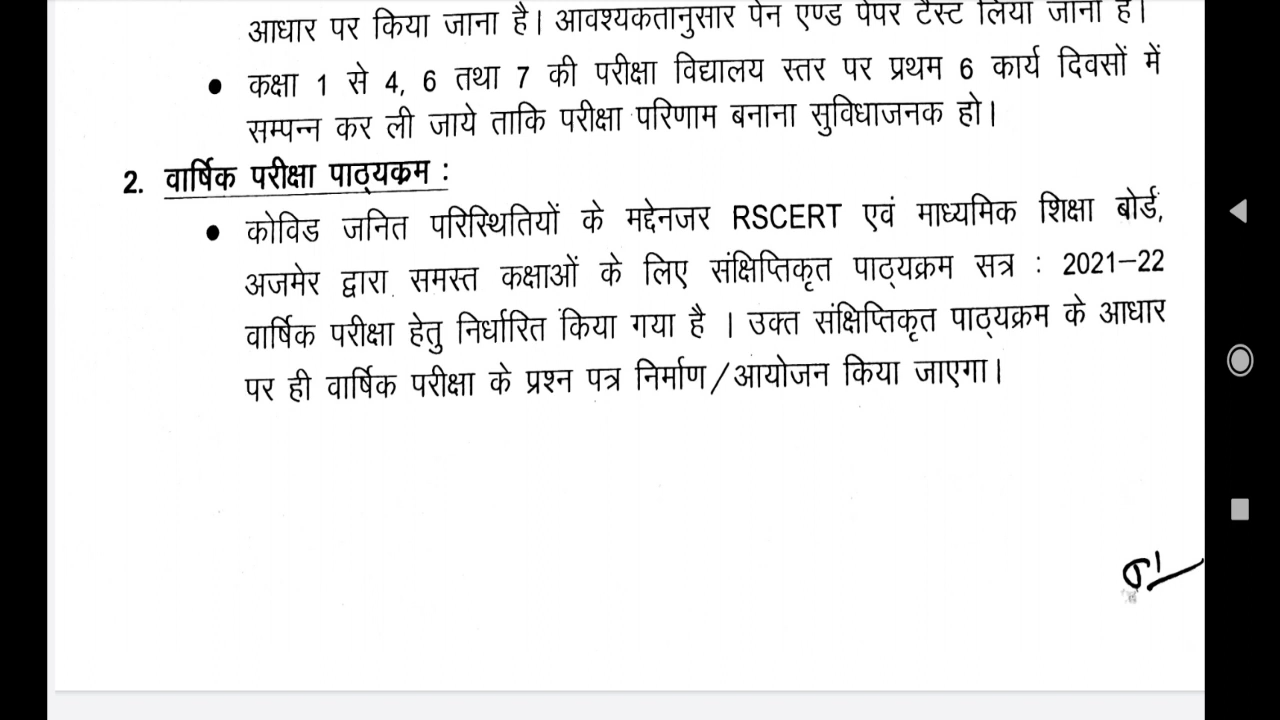 आधार पर किया जाना है। आवश्यकतानुसार पेन एण्ड पेपर टैस्ट लिया जाना है।
• कक्षा 1 से 4, 6 तथा 7 की परीक्षा विद्यालय स्तर पर प्रथम 6 कार्य दिवसों में
सम्पन्न कर ली जाये ताकि परीक्षा परिणाम बनाना सुविधाजनक हो।
2. वार्षिक परीक्षा पाठ्यक्रम :
• कोविड जनित परिस्थितियों के मद्देनजर RSCERT एवं माध्यमिक शिक्षा बोर्ड,
अजमेर द्वारा समस्त कक्षाओं के लिए संक्षिप्तिकृत पाठ्यक्रम सत्र : 2021–22
वार्षिक परीक्षा हेतु निर्धारित किया गया है । उक्त संक्षिप्तिकृत पाठ्यक्रम के आधार
पर ही वार्षिक परीक्षा के प्रश्न पत्र निर्माण/आयोजन किया जाएगा।